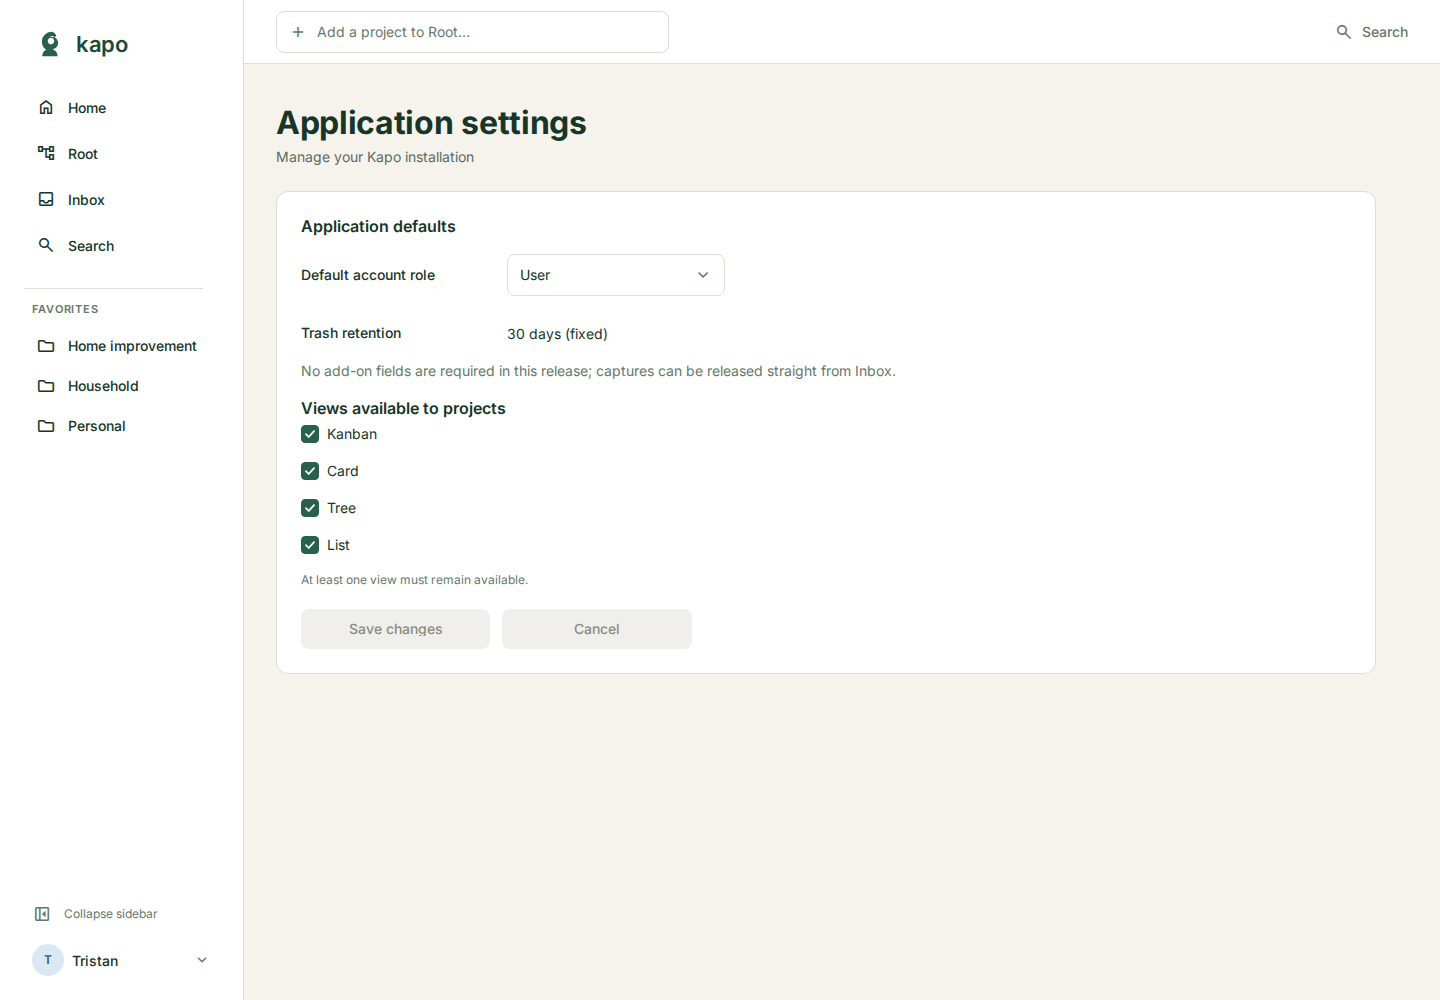 kapo
Add a project to Root...
Search
Home
Root
Inbox
Search
FAVORITES
Home improvement
Household
Personal
Collapse sidebar
T
Tristan
Application settings
Manage your Kapo installation
Application defaults
Default account role
User
Trash retention
30 days (fixed)
No add-on fields are required in this release; captures can be released straight from Inbox.
Views available to projects
Kanban
Card
Tree
List
At least one view must remain available.
Save changes
Cancel